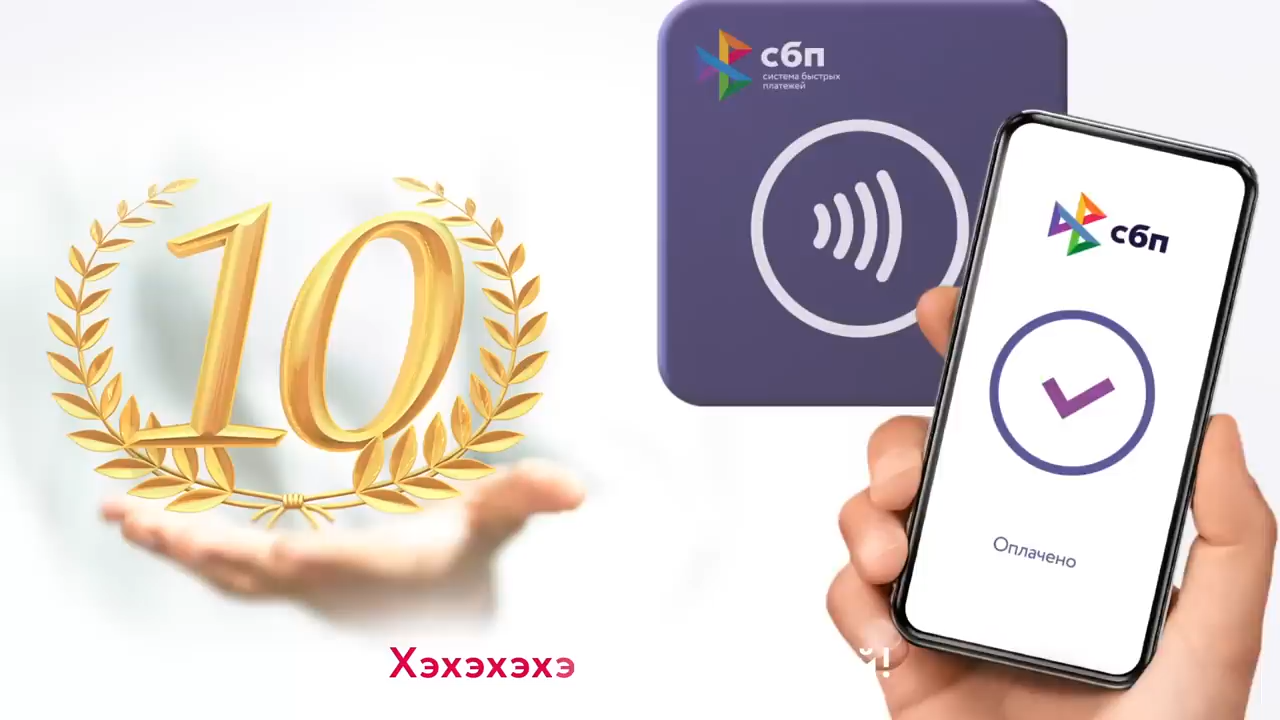 10
сбп
система быстрых
платежей
сбп
Оплачено
Хэхэхэхэ й!